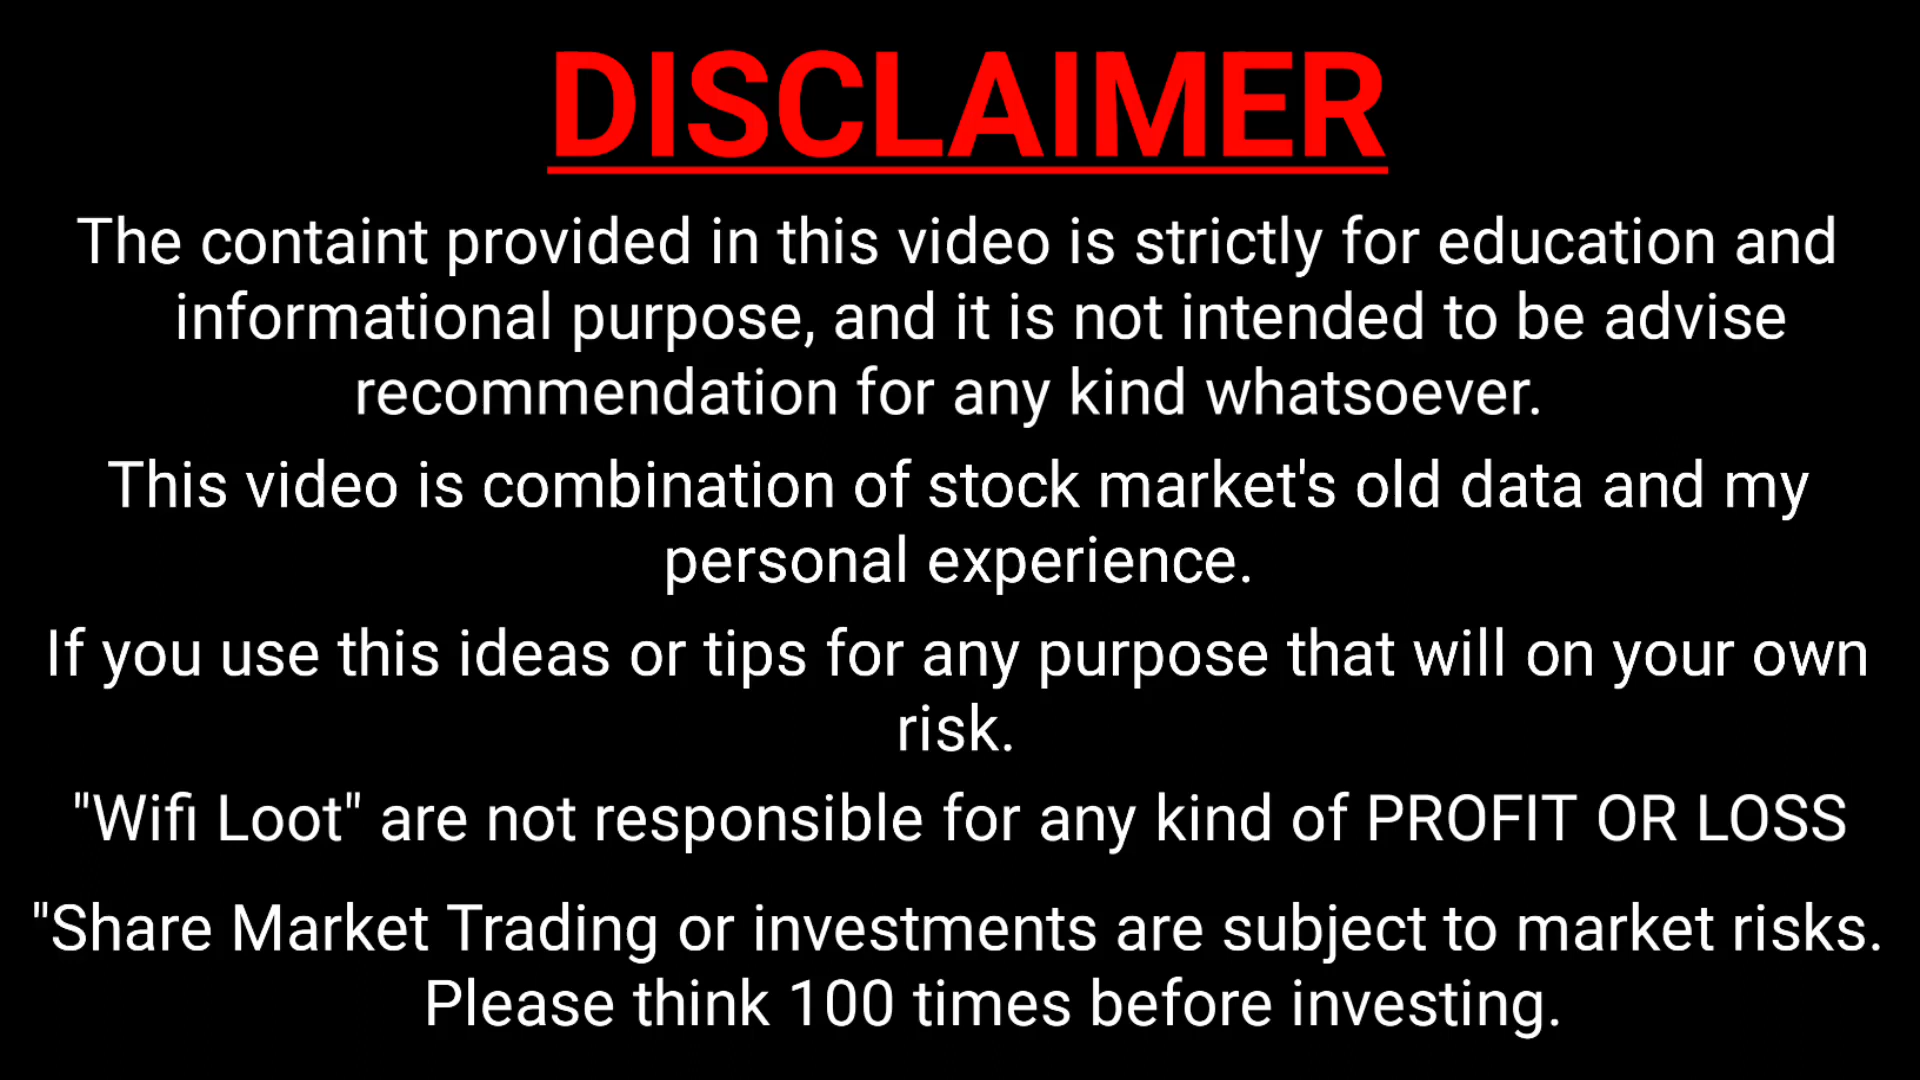 DISCLAIMER
The containt provided in this video is strictly for education and
informational purpose, and it is not intended to be advise
recommendation for any kind whatsoever.
This video is combination of stock market's old data and my
personal experience.
If you use this ideas or tips for any purpose that will on your own
risk.
"Wifi Loot" are not responsible for any kind of PROFIT OR LOSS
"Share Market Trading or investments are subject to market risks.
Please think 100 times before investing.